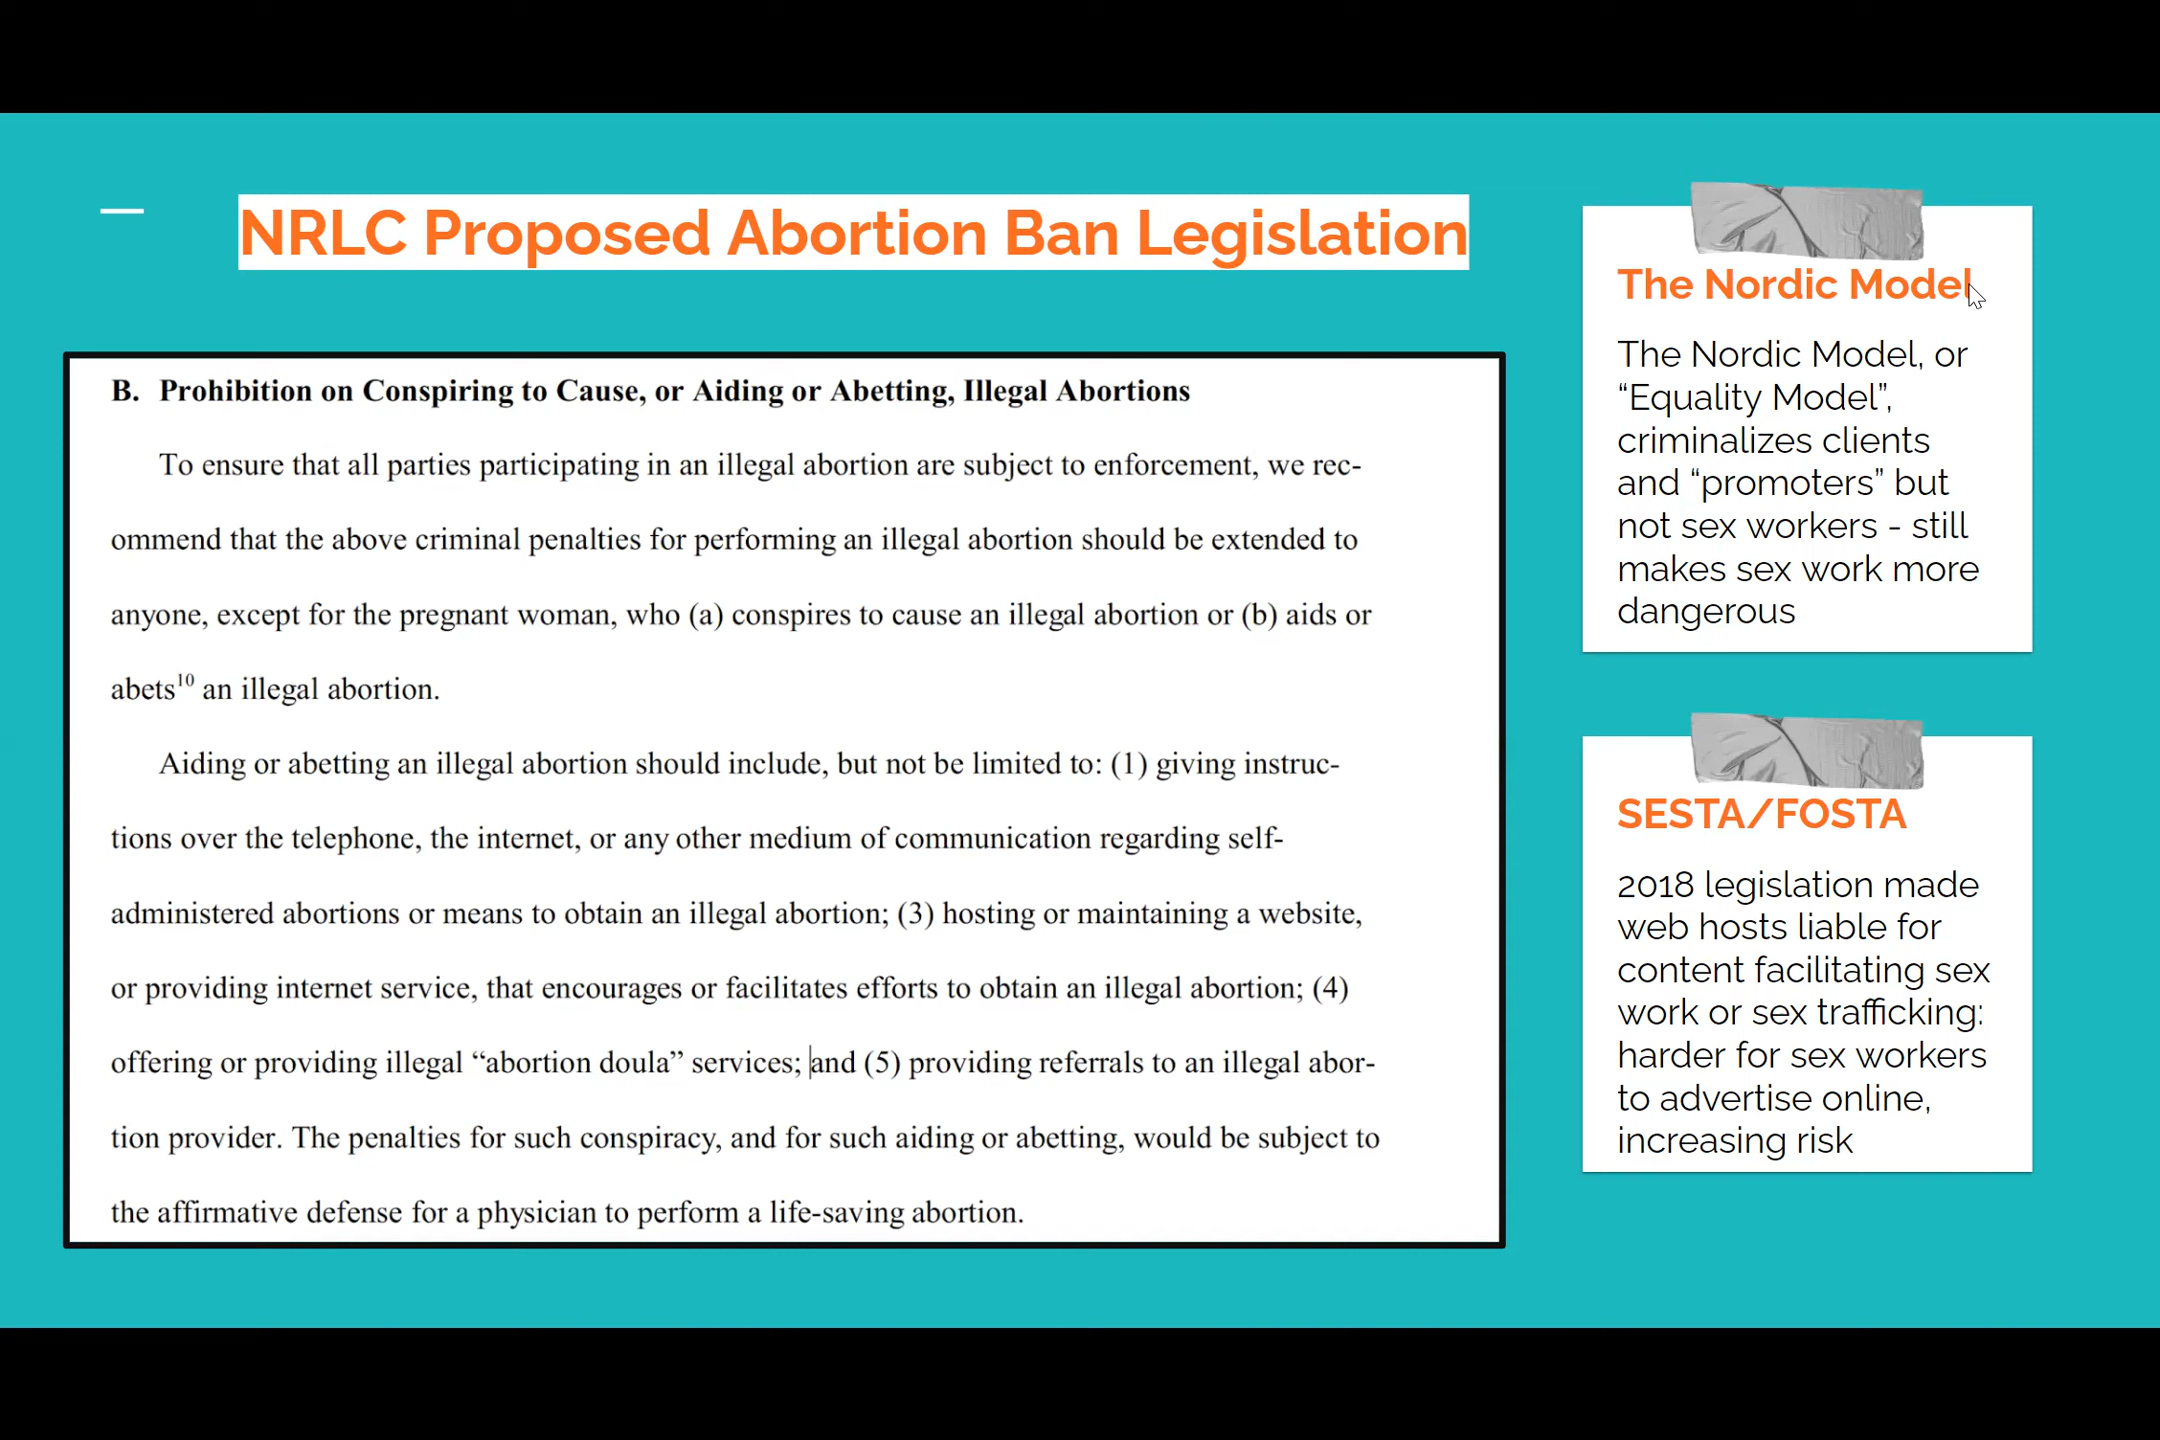 NRLC Proposed Abortion Ban Legislation
B. Prohibition on Conspiring to Cause, or Aiding or Abetting, Illegal Abortions
To ensure that all parties participating in an illegal abortion are subject to enforcement, we rec-
ommend that the above criminal penalties for performing an illegal abortion should be extended to
anyone, except for the pregnant woman, who (a) conspires to cause an illegal abortion or (b) aids or
abets¹⁰ an illegal abortion.
Aiding or abetting an illegal abortion should include, but not be limited to: (1) giving instruc-
tions over the telephone, the internet, or any other medium of communication regarding self-
administered abortions or means to obtain an illegal abortion; (3) hosting or maintaining a website,
or providing internet service, that encourages or facilitates efforts to obtain an illegal abortion; (4)
offering or providing illegal “abortion doula” services; and (5) providing referrals to an illegal abor-
tion provider. The penalties for such conspiracy, and for such aiding or abetting, would be subject to
the affirmative defense for a physician to perform a life-saving abortion.
The Nordic Model
The Nordic Model, or
“Equality Model”,
criminalizes clients
and “promoters” but
not sex workers - still
makes sex work more
dangerous
SESTA/FOSTA
2018 legislation made
web hosts liable for
content facilitating sex
work or sex trafficking:
harder for sex workers
to advertise online,
increasing risk